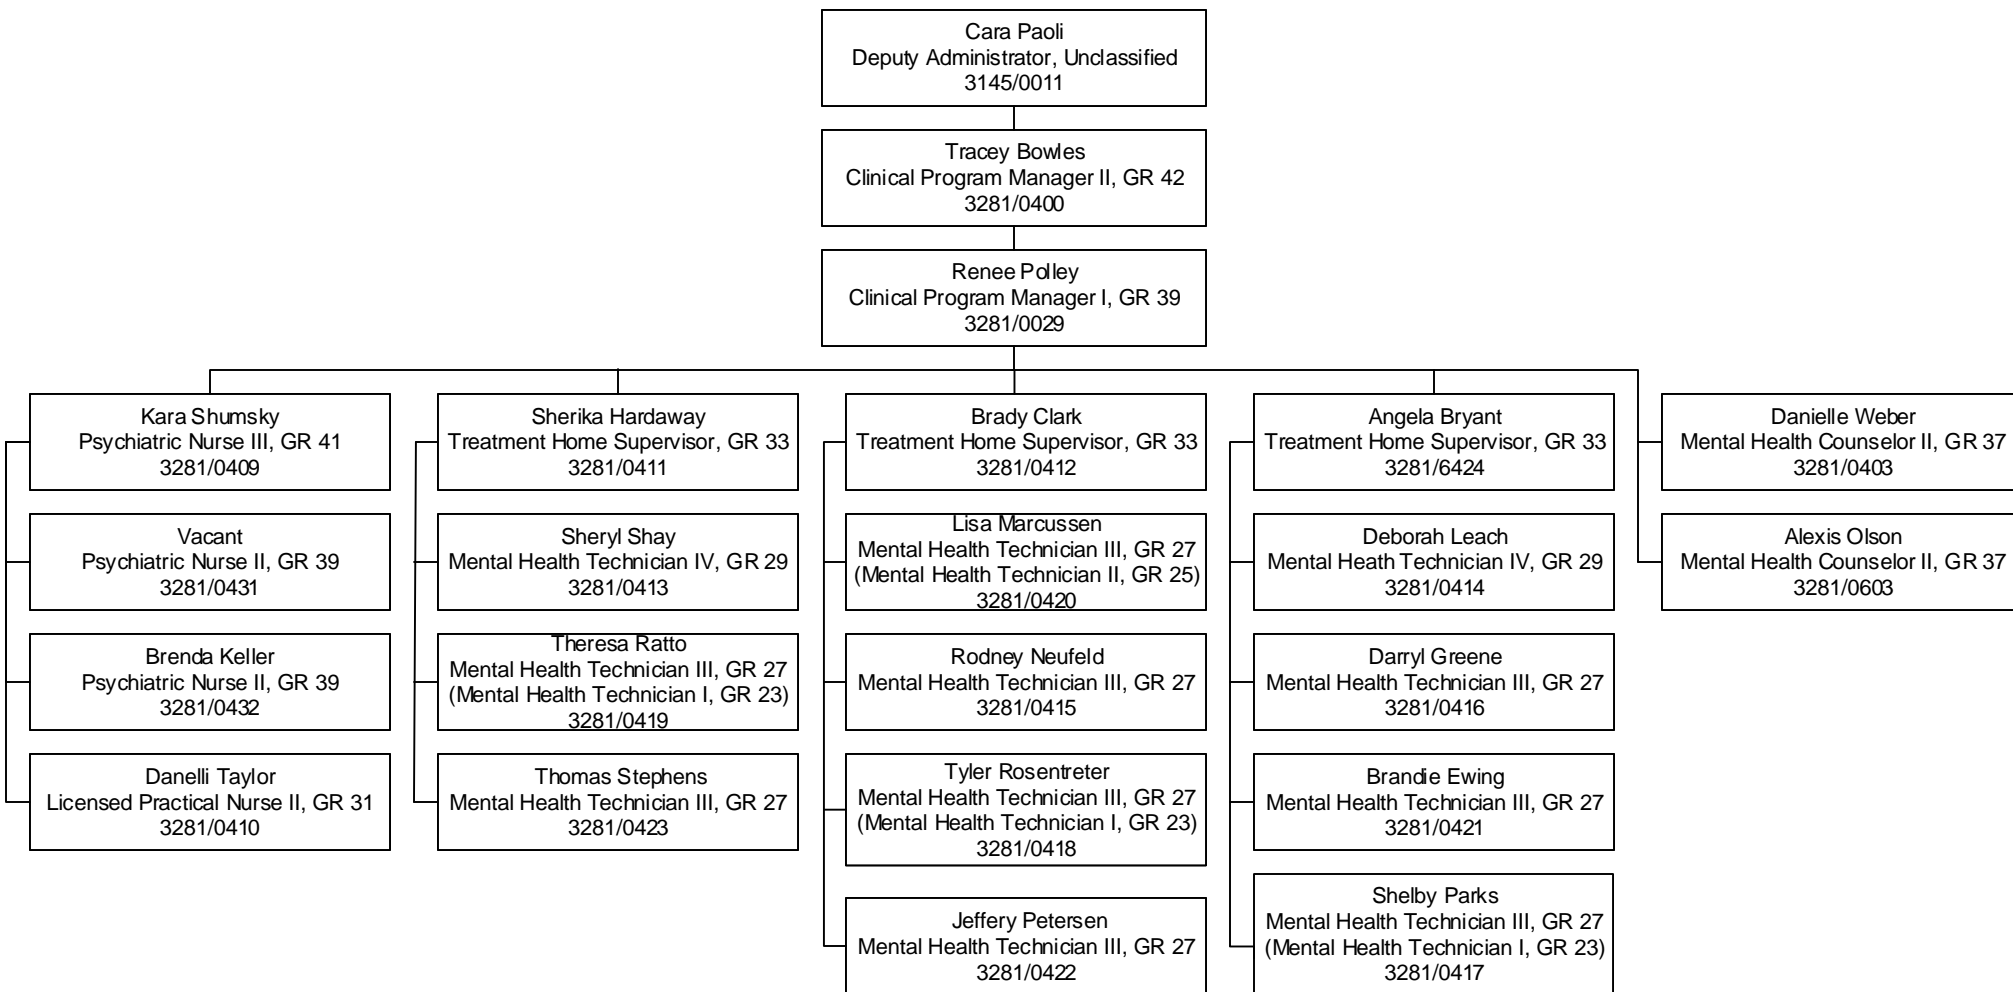 Cara Paoli
Deputy Administrator, Unclassified
3145/0011
Tracey Bowles
Clinical Program Manager II, GR 42
3281/0400
Renee Polley
Clinical Program Manager I, GR 39
3281/0029
Kara Shumsky
Psychiatric Nurse III, GR 41
3281/0409
Vacant
Psychiatric Nurse II, GR 39
3281/0431
Brenda Keller
Psychiatric Nurse II, GR 39
3281/0432
Danelli Taylor
Licensed Practical Nurse II, GR 31
3281/0410
Sherika Hardaway
Treatment Home Supervisor, GR 33
3281/0411
Sheryl Shay
Mental Health Technician IV, GR 29
3281/0413
Theresa Ratto
Mental Health Technician III, GR 27
(Mental Health Technician I, GR 23)
3281/0419
Thomas Stephens
Mental Health Technician III, GR 27
3281/0423
Brady Clark
Treatment Home Supervisor, GR 33
3281/0412
Lisa Marcussen
Mental Health Technician III, GR 27
(Mental Health Technician II, GR 25)
3281/0420
Rodney Neufeld
Mental Health Technician III, GR 27
3281/0415
Tyler Rosentreter
Mental Health Technician III, GR 27
(Mental Health Technician I, GR 23)
3281/0418
Jeffery Petersen
Mental Health Technician III, GR 27
3281/0422
Angela Bryant
Treatment Home Supervisor, GR 33
3281/6424
Deborah Leach
Mental Heath Technician IV, GR 29
3281/0414
Darryl Greene
Mental Health Technician III, GR 27
3281/0416
Brandie Ewing
Mental Health Technician III, GR 27
3281/0421
Shelby Parks
Mental Health Technician III, GR 27
(Mental Health Technician I, GR 23)
3281/0417
Danielle Weber
Mental Health Counselor II, GR 37
3281/0403
Alexis Olson
Mental Health Counselor II, GR 37
3281/0603